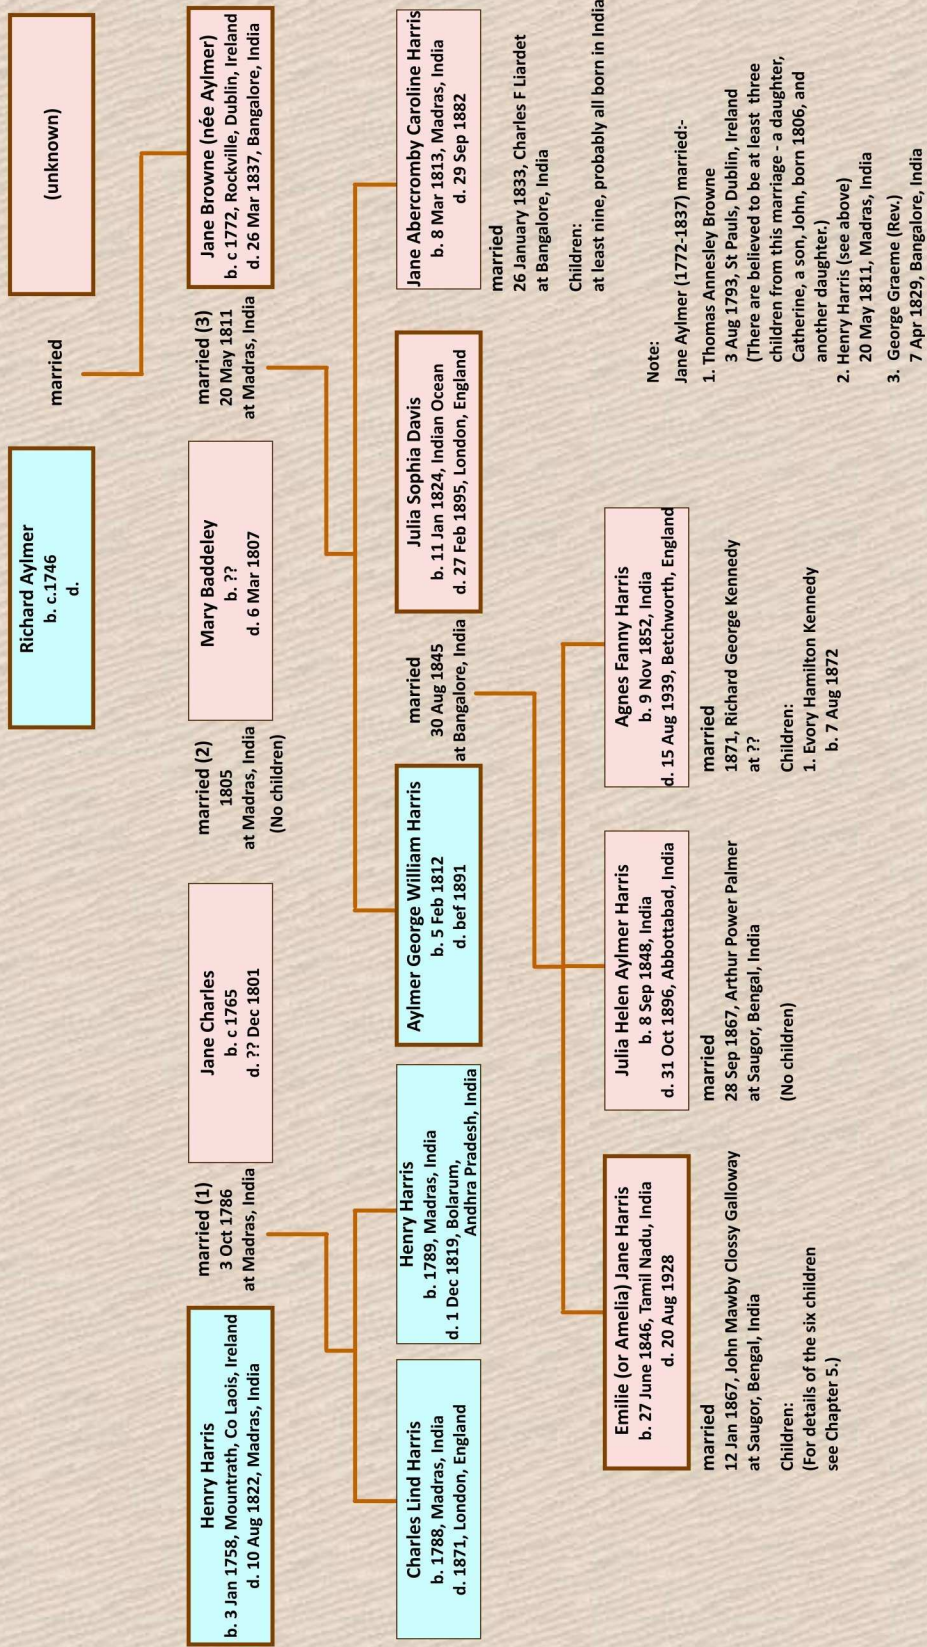 Richard Aylmer
b. c.1746
d.
married
(unknown)
Henry Harris
b. 3 Jan 1758, Mountrath, Co Laois, Ireland
d. 10 Aug 1822, Madras, India
married (1)
3 Oct 1786
at Madras, India
Jane Charles
b. c 1765
d. ?? Dec 1801
married (2)
1805
at Madras, India
(No children)
Mary Baddeley
b. ??
d. 6 Mar 1807
married (3)
20 May 1811
at Madras, India
Jane Browne (née Aylmer)
b. c 1772, Rockville, Dublin, Ireland
d. 26 Mar 1837, Bangalore, India
Charles Lind Harris
b. 1788, Madras, India
d. 1871, London, England
Henry Harris
b. 1789, Madras, India
d. 1 Dec 1819, Bolarum,
Andhra Pradesh, India
Aylmer George William Harris
b. 5 Feb 1812
d. bef 1891
married
30 Aug 1845
at Bangalore, India
Julia Sophia Davis
b. 11 Jan 1824, Indian Ocean
d. 27 Feb 1895, London, England
Jane Abercromby Caroline Harris
b. 8 Mar 1813, Madras, India
d. 29 Sep 1882
married
26 January 1833, Charles F Liardet
at Bangalore, India
Children:
at least nine, probably all born in India
Emilie (or Amelia) Jane Harris
b. 27 June 1846, Tamil Nadu, India
d. 20 Aug 1928
married
12 Jan 1867, John Mawby Clossy Galloway
at Saugor, Bengal, India
Children:
(For details of the six children
see Chapter 5.)
Julia Helen Aylmer Harris
b. 8 Sep 1848, India
d. 31 Oct 1896, Abbottabad, India
married
28 Sep 1867, Arthur Power Palmer
at Saugor, Bengal, India
(No children)
Agnes Fanny Harris
b. 9 Nov 1852, India
d. 15 Aug 1939, Betchworth, England
married
1871, Richard George Kennedy
at ??
Children:
1. Evory Hamilton Kennedy
b. 7 Aug 1872
Note:
Jane Aylmer (1772-1837) married:-
1. Thomas Annesley Browne
3 Aug 1793, St Pauls, Dublin, Ireland
(There are believed to be at least three
children from this marriage - a daughter,
Catherine, a son, John, born 1806, and
another daughter.)
2. Henry Harris (see above)
20 May 1811, Madras, India
3. George Graeme (Rev.)
7 Apr 1829, Bangalore, India